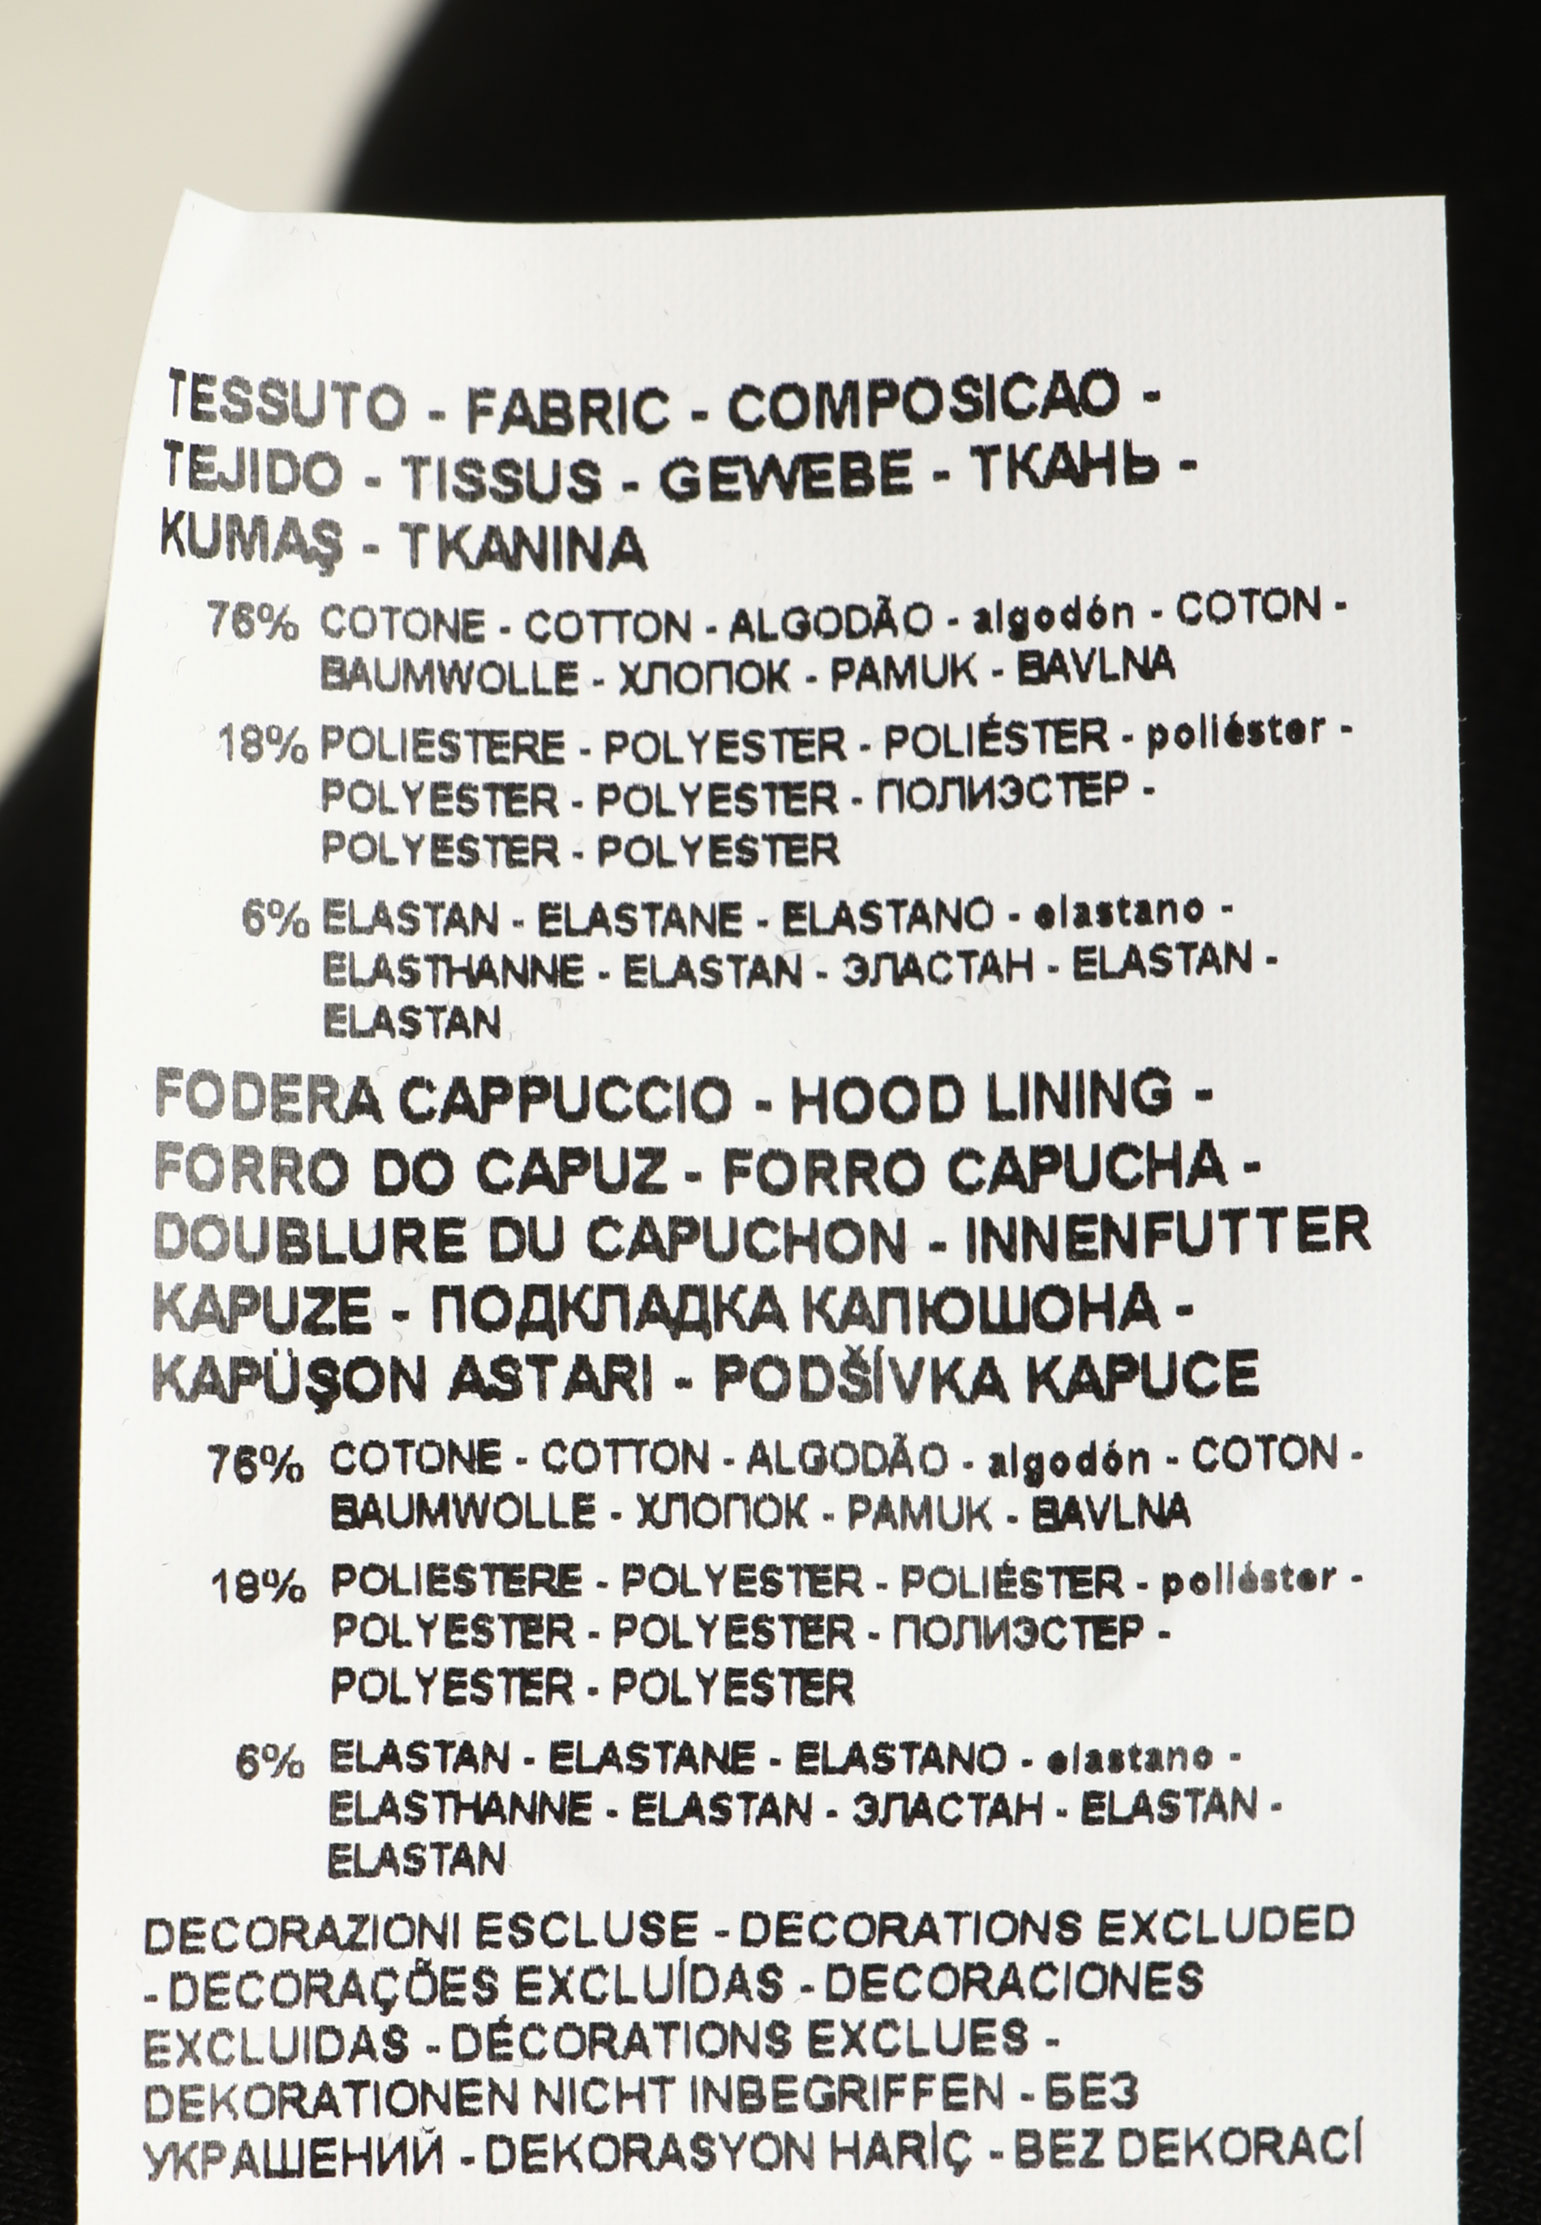 TESSUTO - FABRIC - COMPOSICAO -
TEJIDO - TISSUS - GEWEBE - ТКАНЬ -
KUMAŞ - TKANINA
76% COTONE - COTTON - ALGODÃO - algodón - COTON -
BAUMWOLLE - ХЛОПОК - PAMUK - BAVLNA
18% POLIESTERE - POLYESTER - POLIÉSTER - poliéster -
POLYESTER - POLYESTER - ПОЛИЭСТЕР -
POLYESTER - POLYESTER
6% ELASTAN - ELASTANE - ELASTANO - elastano -
ELASTHANNE - ELASTAN - ЭЛАСТАН - ELASTAN -
ELASTAN
FODERA CAPPUCCIO - HOOD LINING -
FORRO DO CAPUZ - FORRO CAPUCHA -
DOUBLURE DU CAPUCHON - INNENFUTTER
KAPUZE - ПОДКЛАДКА КАПЮШОНА -
KAPÜŞON ASTARI - PODŠÍVKA KAPUCE
76% COTONE - COTTON - ALGODÃO - algodón - COTON -
BAUMWOLLE - ХЛОПОК - PAMUK - BAVLNA
18% POLIESTERE - POLYESTER - POLIÉSTER - poliéster -
POLYESTER - POLYESTER - ПОЛИЭСТЕР -
POLYESTER - POLYESTER
6% ELASTAN - ELASTANE - ELASTANO - elastano -
ELASTHANNE - ELASTAN - ЭЛАСТАН - ELASTAN -
ELASTAN
DECORAZIONI ESCLUSE - DECORATIONS EXCLUDED
- DECORAÇÕES EXCLUÍDAS - DECORACIONES
EXCLUIDAS - DÉCORATIONS EXCLUES -
DEKORATIONEN NICHT INBEGRIFFEN - БЕЗ
УКРАШЕНИЙ - DEKORASYON HARİÇ - BEZ DEKORACÍ